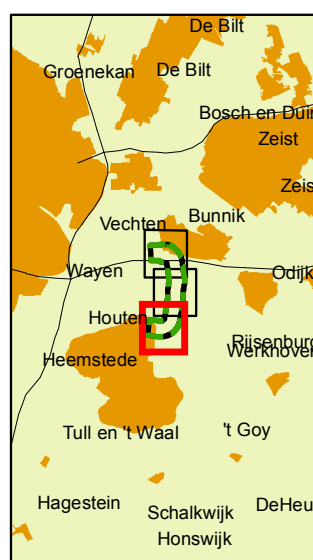 De Bilt
Groenekan
De Bilt
Bosch en Duin
Zeist
Zeis
Vechten
Bunnik
Wayen
Odijk
Houten
Rijsenburg
Werkhoven
Heemstede
Tull en 't Waal
't Goy
Hagestein
Schalkwijk
DeHeu
Honswijk